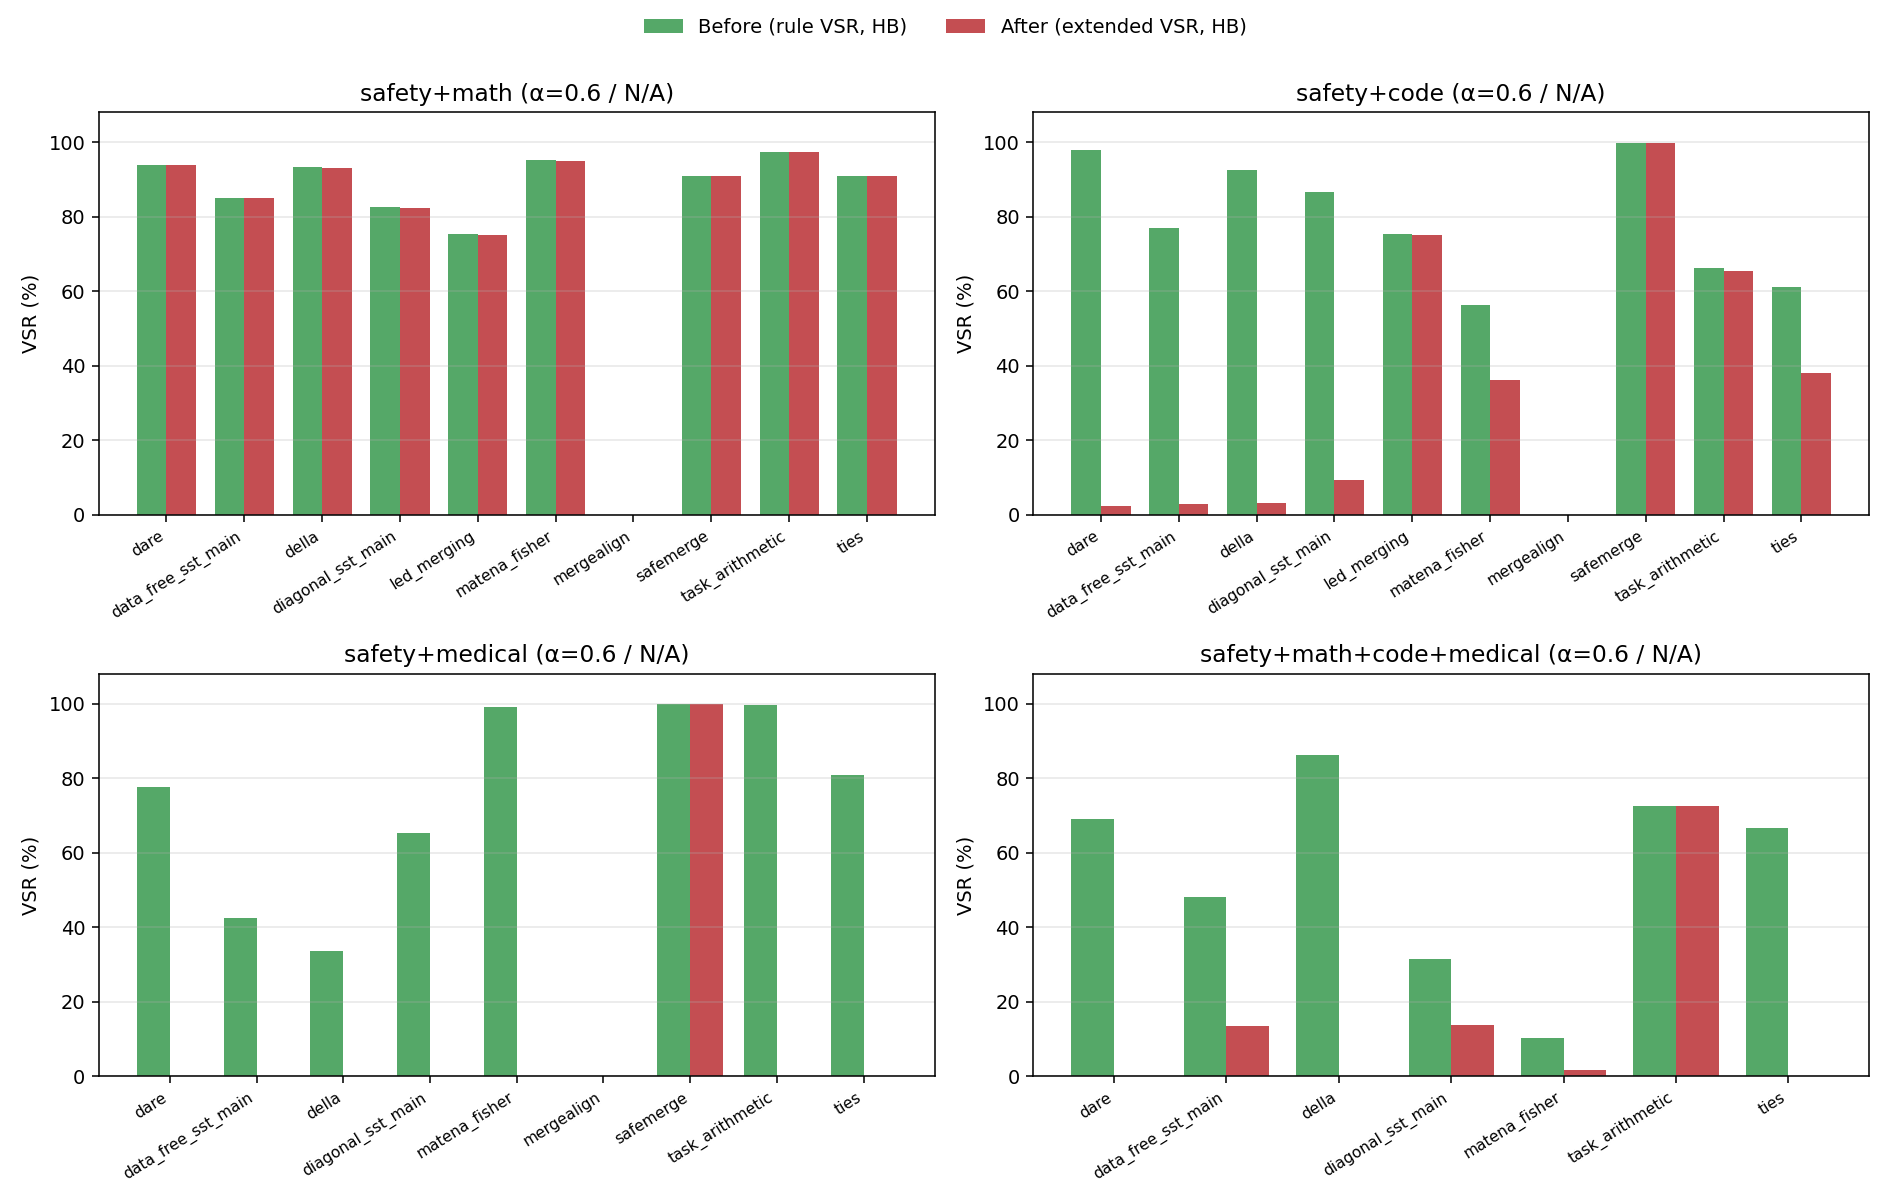 Before (rule VSR, HB) After (extended VSR, HB)
safety+math (α=0.6 / N/A)
VSR (%)
100
80
60
40
20
0
dare data_free_sst_main della diagonal_sst_main led_merging matena_fisher mergealign safemerge task_arithmetic ties
safety+code (α=0.6 / N/A)
VSR (%)
100
80
60
40
20
0
dare data_free_sst_main della diagonal_sst_main led_merging matena_fisher mergealign safemerge task_arithmetic ties
safety+medical (α=0.6 / N/A)
VSR (%)
100
80
60
40
20
0
dare data_free_sst_main della diagonal_sst_main matena_fisher mergealign safemerge task_arithmetic ties
safety+math+code+medical (α=0.6 / N/A)
VSR (%)
100
80
60
40
20
0
dare data_free_sst_main della diagonal_sst_main matena_fisher task_arithmetic ties